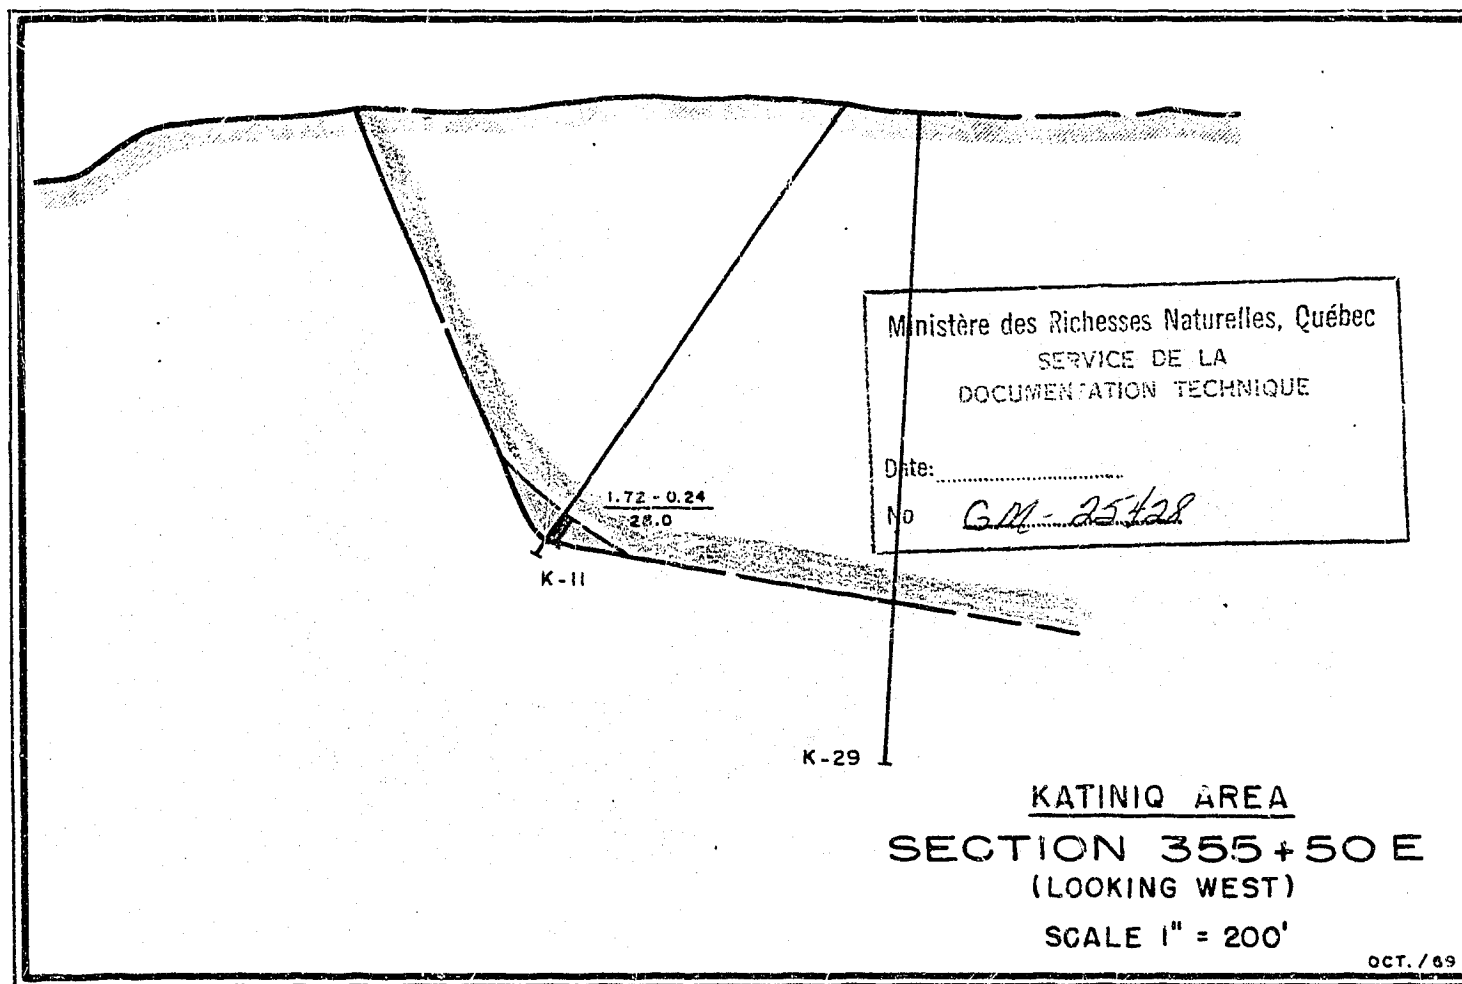 Ministère des Richesses Naturelles, Québec
SERVICE DE LA
DOCUMENTATION TECHNIQUE
Date:
No GM-25428
1.72 - 0.24
28.0
K-11
K-29
KATINIQ AREA
SECTION 355+50 E
(LOOKING WEST)
SCALE 1" = 200'
OCT. / 69